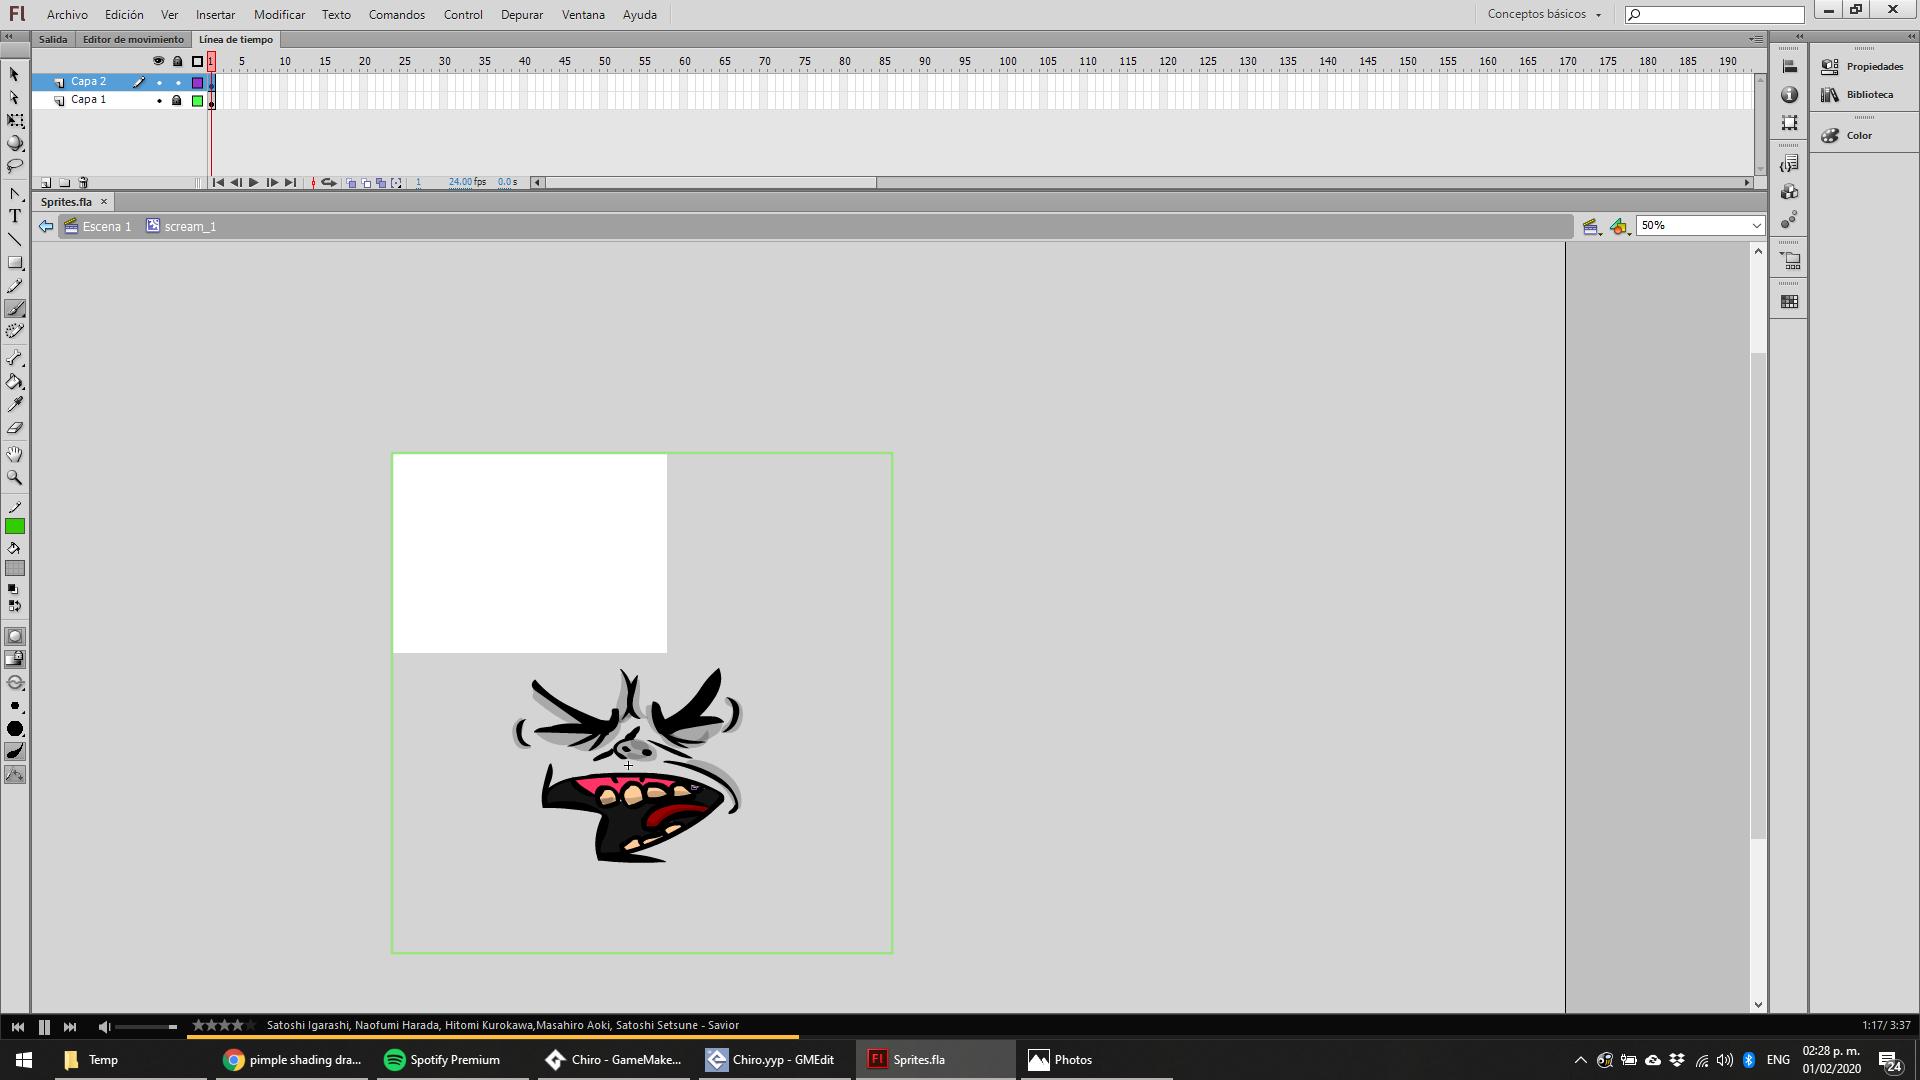 Fl Archivo Edición Ver Insertar Modificar Texto Comandos Control Depurar Ventana Ayuda Conceptos básicos
Salida Editor de movimiento Línea de tiempo
1 5 10 15 20 25 30 35 40 45 50 55 60 65 70 75 80 85 90 95 100 105 110 115 120 125 130 135 140 145 150 155 160 165 170 175 180 185 190
Capa 2
Capa 1
1 24.00 fps 0.0 s
Sprites.fla
Escena 1 scream_1 50%
Propiedades
Biblioteca
Color
T
Satoshi Igarashi, Naofumi Harada, Hitomi Kurokawa,Masahiro Aoki, Satoshi Setsune - Savior 1:17/ 3:37
Temp pimple shading dra... Spotify Premium Chiro - GameMake... Chiro.yyp - GMEdit Fl Sprites.fla Photos ENG 02:28 p. m.
01/02/2020 24